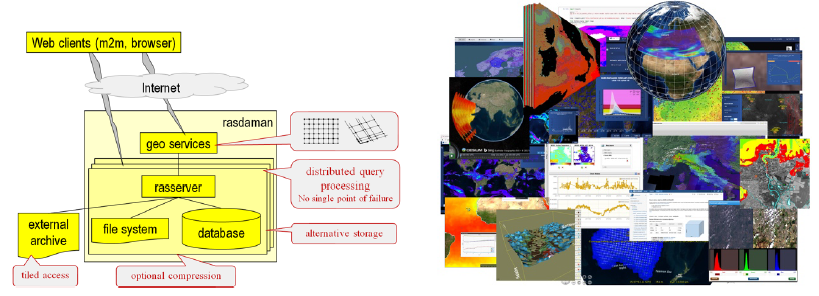 Web clients (m2m, browser)
Internet
rasdaman
geo services
distributed query
processing
No single point of failure
rasserver
external
archive
file system
database
alternative storage
tiled access
optional compression